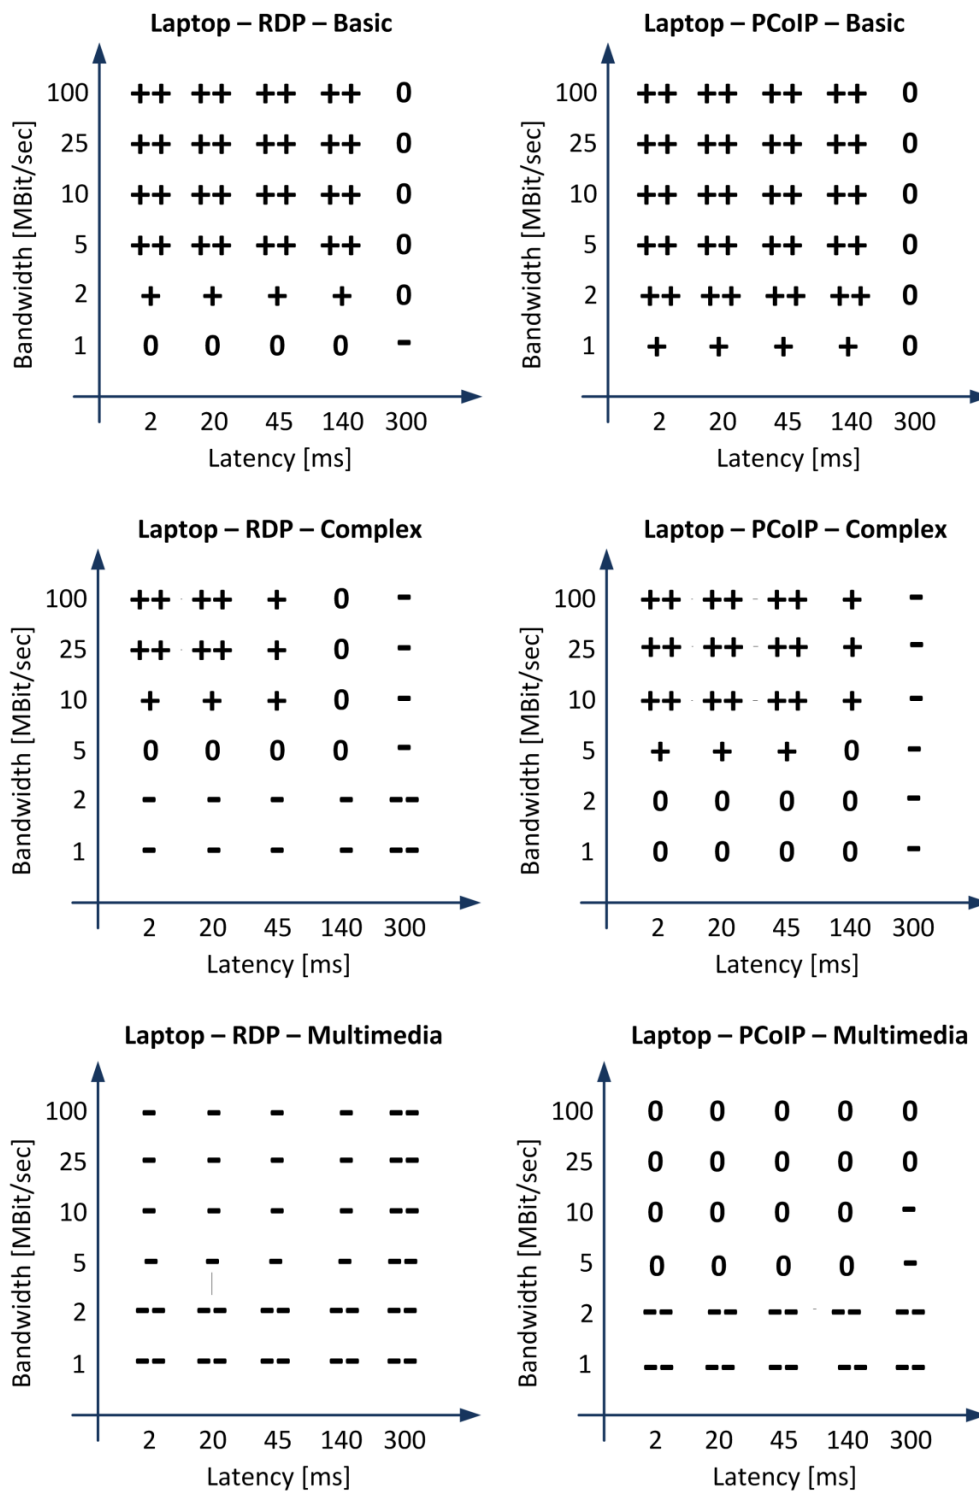 Laptop – RDP – Basic
Bandwidth [MBit/sec]
100 ++ ++ ++ ++ 0
25 ++ ++ ++ ++ 0
10 ++ ++ ++ ++ 0
5 ++ ++ ++ ++ 0
2 + + + + 0
1 0 0 0 0 -
2 20 45 140 300
Latency [ms]
Laptop – PCoIP – Basic
Bandwidth [MBit/sec]
100 ++ ++ ++ ++ 0
25 ++ ++ ++ ++ 0
10 ++ ++ ++ ++ 0
5 ++ ++ ++ ++ 0
2 ++ ++ ++ ++ 0
1 + + + + 0
2 20 45 140 300
Latency [ms]
Laptop – RDP – Complex
Bandwidth [MBit/sec]
100 ++ ++ + 0 -
25 ++ ++ + 0 -
10 + + + 0 -
5 0 0 0 0 -
2 - - - - --
1 - - - - --
2 20 45 140 300
Latency [ms]
Laptop – PCoIP – Complex
Bandwidth [MBit/sec]
100 ++ ++ ++ + -
25 ++ ++ ++ + -
10 ++ ++ ++ + -
5 + + + 0 -
2 0 0 0 0 -
1 0 0 0 0 -
2 20 45 140 300
Latency [ms]
Laptop – RDP – Multimedia
Bandwidth [MBit/sec]
100 - - - - --
25 - - - - --
10 - - - - --
5 - - - - --
2 -- -- -- -- --
1 -- -- -- -- --
2 20 45 140 300
Latency [ms]
Laptop – PCoIP – Multimedia
Bandwidth [MBit/sec]
100 0 0 0 0 0
25 0 0 0 0 0
10 0 0 0 0 -
5 0 0 0 0 -
2 -- -- -- -- --
1 -- -- -- -- --
2 20 45 140 300
Latency [ms]